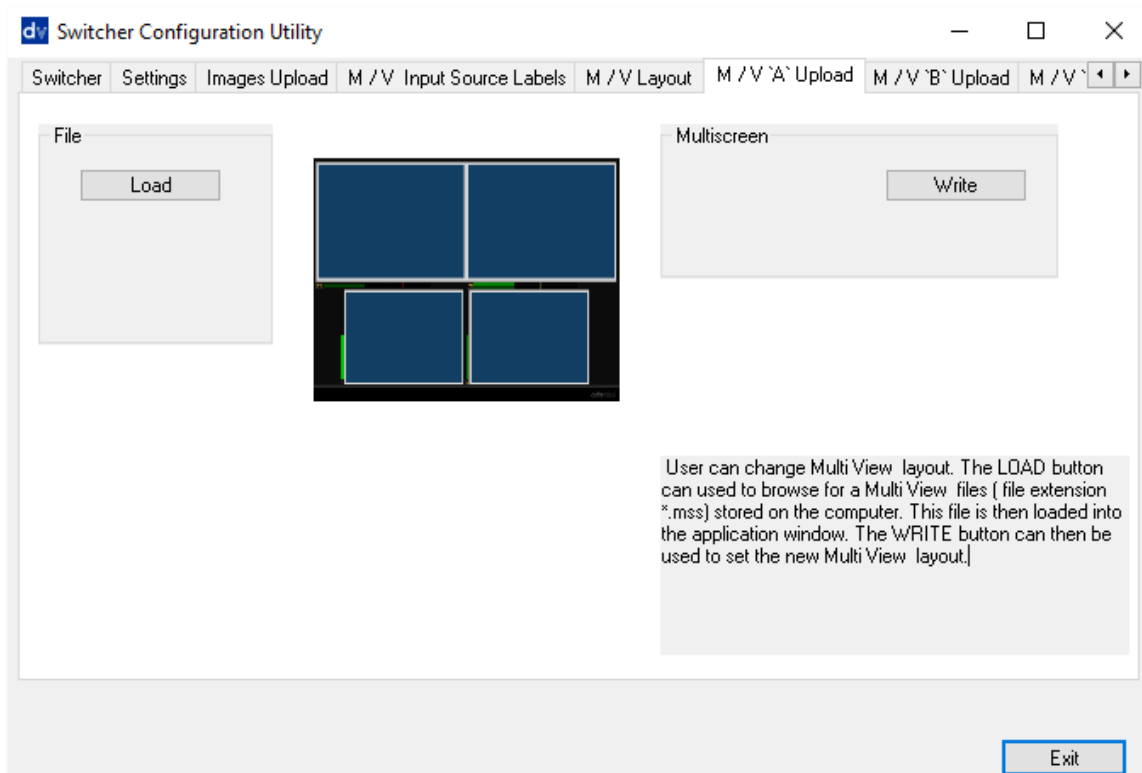 dv Switcher Configuration Utility
Switcher Settings Images Upload M / V Input Source Labels M / V Layout M / V `A` Upload M / V `B` Upload M / V `
File
Load
Multiscreen
Write
User can change Multi View layout. The LOAD button
can used to browse for a Multi View files ( file extension
*.mss) stored on the computer. This file is then loaded into
the application window. The WRITE button can then be
used to set the new Multi View layout.
Exit